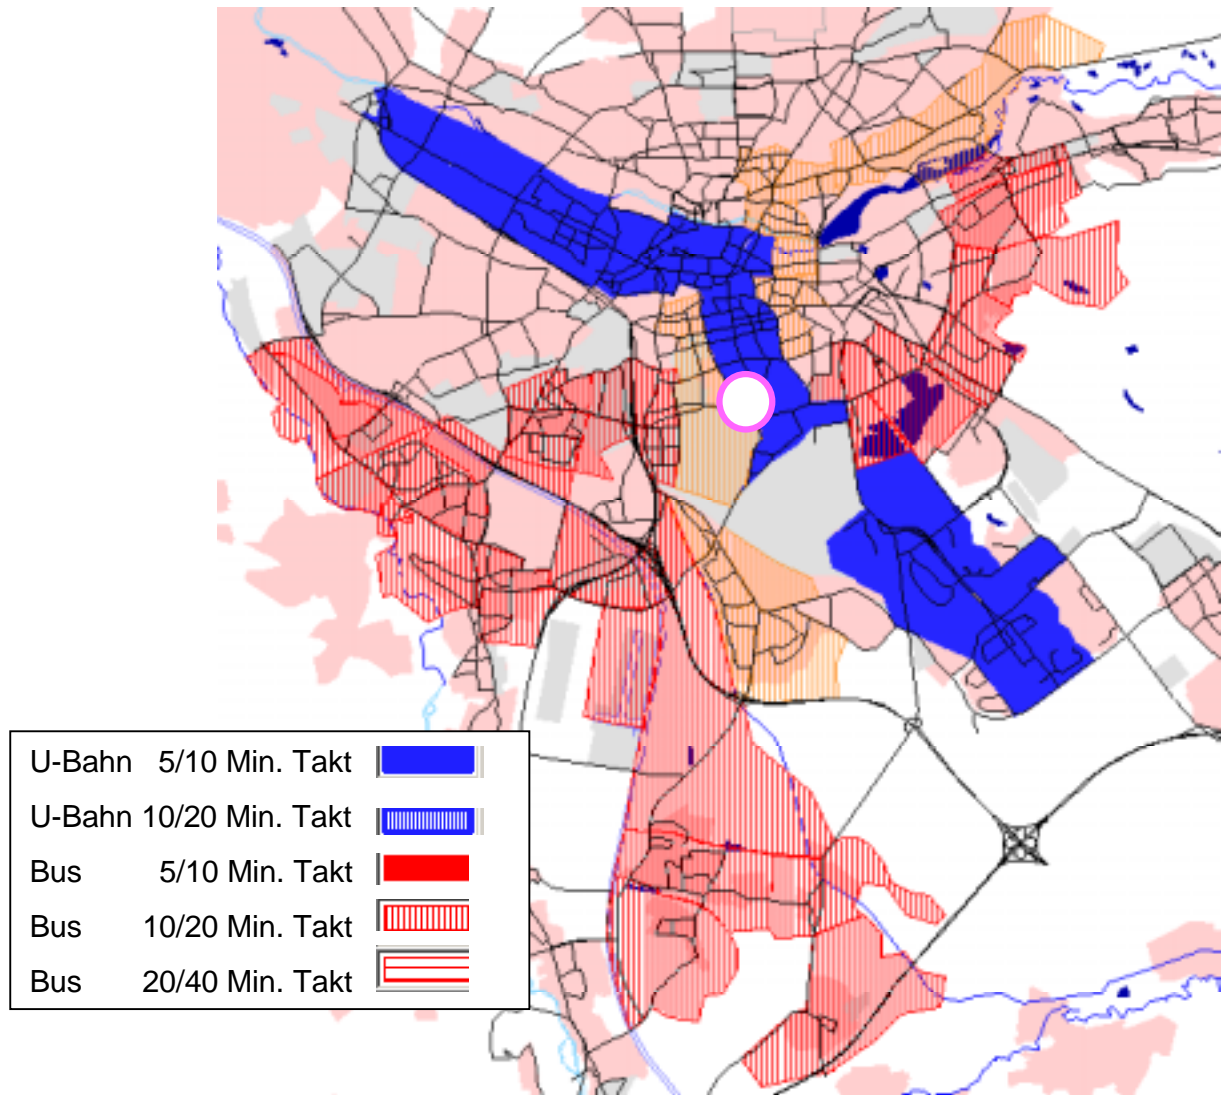 U-Bahn 5/10 Min. Takt
U-Bahn 10/20 Min. Takt
Bus 5/10 Min. Takt
Bus 10/20 Min. Takt
Bus 20/40 Min. Takt